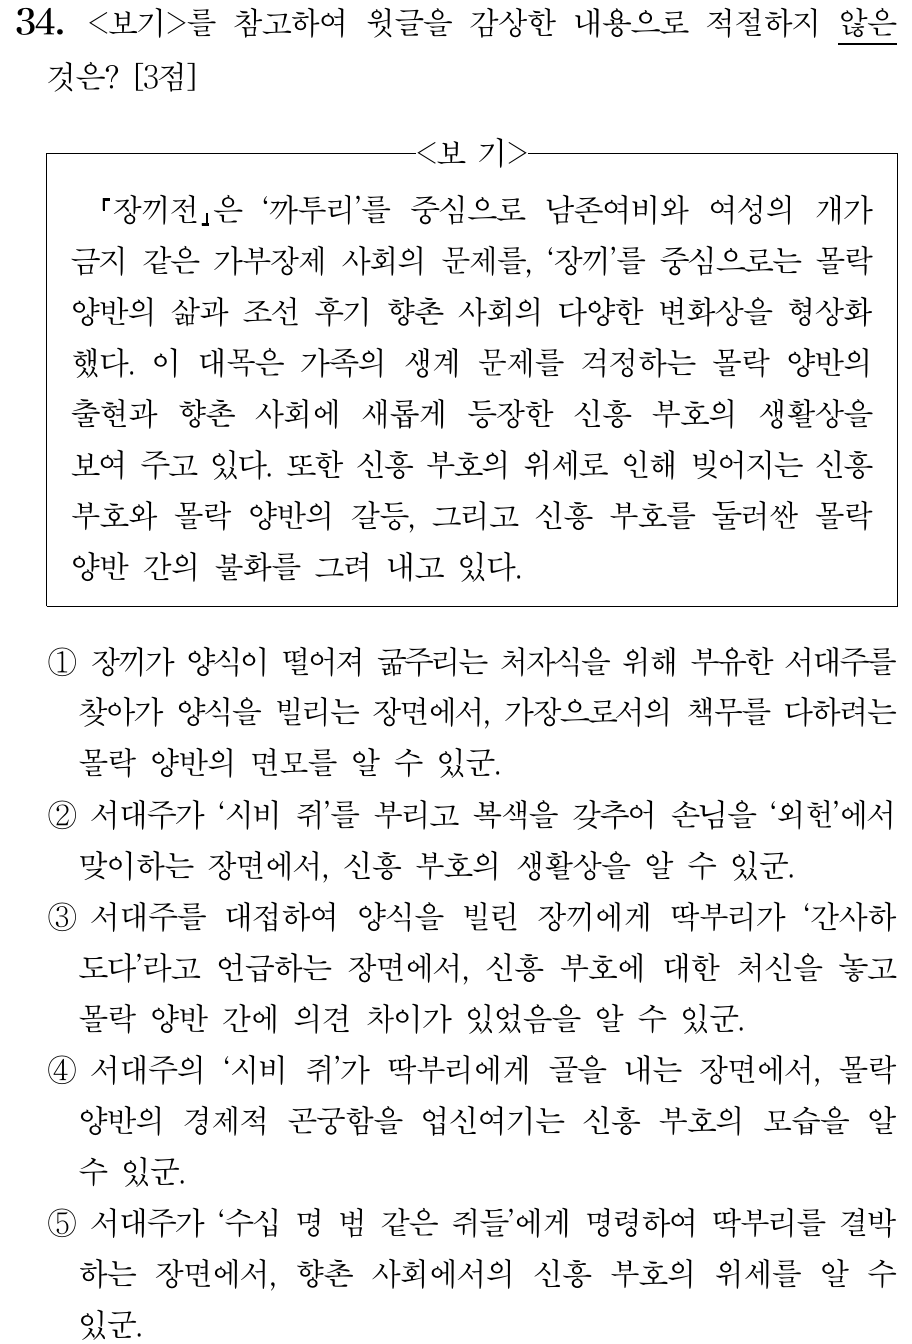 34. <보기>를 참고하여 윗글을 감상한 내용으로 적절하지 않은
것은? [3점]
<보 기>
『장끼전』은 ‘까투리’를 중심으로 남존여비와 여성의 개가
금지 같은 가부장제 사회의 문제를, ‘장끼’를 중심으로는 몰락
양반의 삶과 조선 후기 향촌 사회의 다양한 변화상을 형상화
했다. 이 대목은 가족의 생계 문제를 걱정하는 몰락 양반의
출현과 향촌 사회에 새롭게 등장한 신흥 부호의 생활상을
보여 주고 있다. 또한 신흥 부호의 위세로 인해 빚어지는 신흥
부호와 몰락 양반의 갈등, 그리고 신흥 부호를 둘러싼 몰락
양반 간의 불화를 그려 내고 있다.
① 장끼가 양식이 떨어져 굶주리는 처자식을 위해 부유한 서대주를
찾아가 양식을 빌리는 장면에서, 가장으로서의 책무를 다하려는
몰락 양반의 면모를 알 수 있군.
② 서대주가 ‘시비 쥐’를 부리고 복색을 갖추어 손님을 ‘외헌’에서
맞이하는 장면에서, 신흥 부호의 생활상을 알 수 있군.
③ 서대주를 대접하여 양식을 빌린 장끼에게 딱부리가 ‘간사하
도다’라고 언급하는 장면에서, 신흥 부호에 대한 처신을 놓고
몰락 양반 간에 의견 차이가 있었음을 알 수 있군.
④ 서대주의 ‘시비 쥐’가 딱부리에게 골을 내는 장면에서, 몰락
양반의 경제적 곤궁함을 업신여기는 신흥 부호의 모습을 알
수 있군.
⑤ 서대주가 ‘수십 명 범 같은 쥐들’에게 명령하여 딱부리를 결박
하는 장면에서, 향촌 사회에서의 신흥 부호의 위세를 알 수
있군.